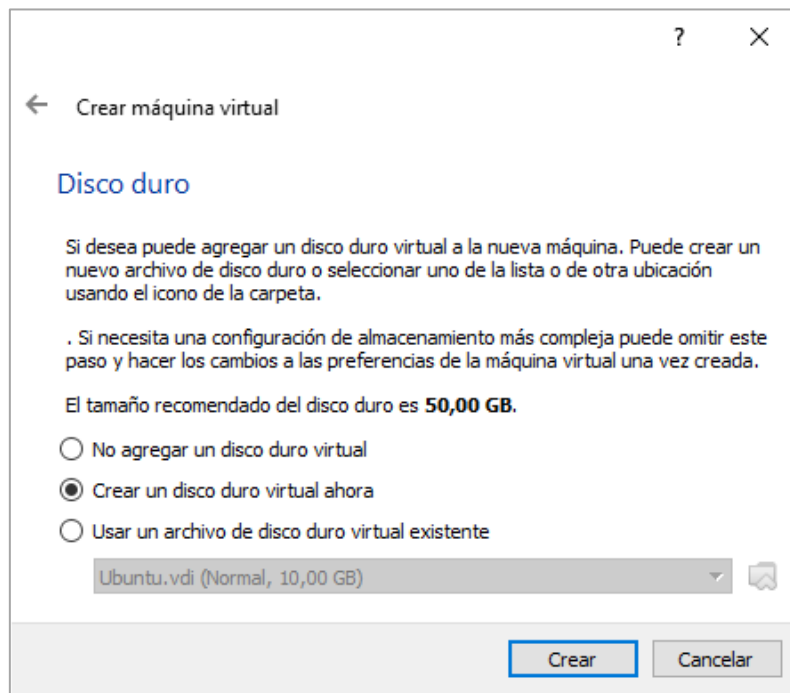 ?
Crear máquina virtual
Disco duro
Si desea puede agregar un disco duro virtual a la nueva máquina. Puede crear un
nuevo archivo de disco duro o seleccionar uno de la lista o de otra ubicación
usando el icono de la carpeta.
. Si necesita una configuración de almacenamiento más compleja puede omitir este
paso y hacer los cambios a las preferencias de la máquina virtual una vez creada.
El tamaño recomendado del disco duro es 50,00 GB.
No agregar un disco duro virtual
Crear un disco duro virtual ahora
Usar un archivo de disco duro virtual existente
Ubuntu.vdi (Normal, 10,00 GB)
Crear
Cancelar